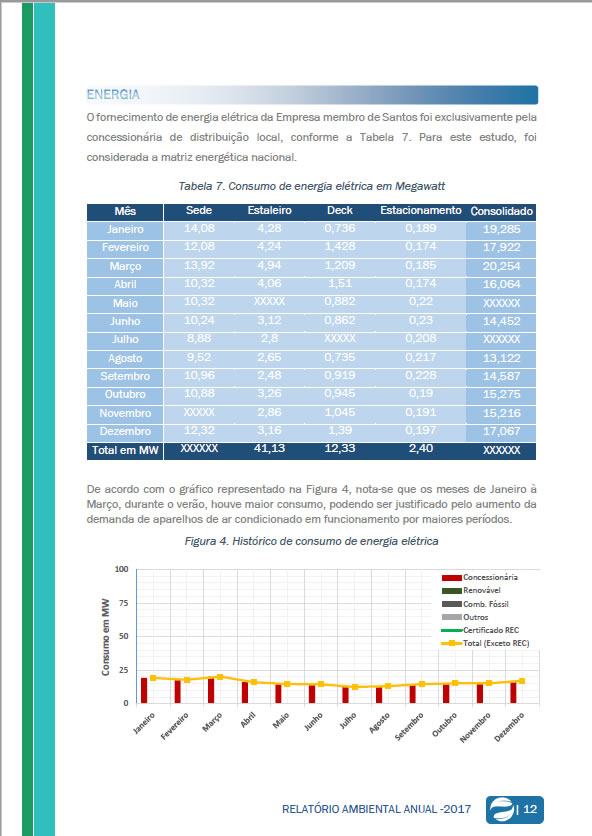 ENERGIA
O fornecimento de energia elétrica da Empresa membro de Santos foi exclusivamente pela
concessionária de distribuição local, conforme a Tabela 7. Para este estudo, foi
considerada a matriz energética nacional.
Tabela 7. Consumo de energia elétrica em Megawatt
Mês Sede Estaleiro Deck Estacionamento Consolidado
Janeiro 14,08 4,28 0,736 0,189 19,285
Fevereiro 12,08 4,24 1,428 0,174 17,922
Março 13,92 4,94 1,209 0,185 20,254
Abril 10,32 4,06 1,51 0,174 16,064
Maio 10,32 XXXXX 0,882 0,22 XXXXXX
Junho 10,24 3,12 0,862 0,23 14,452
Julho 8,88 2,8 XXXXX 0,208 XXXXXX
Agosto 9,52 2,65 0,735 0,217 13,122
Setembro 10,96 2,48 0,919 0,228 14,587
Outubro 10,88 3,26 0,945 0,19 15,275
Novembro XXXXX 2,86 1,045 0,191 15,216
Dezembro 12,32 3,16 1,39 0,197 17,067
Total em MW XXXXXX 41,13 12,33 2,40 XXXXXX
De acordo com o gráfico representado na Figura 4, nota-se que os meses de Janeiro à
Março, durante o verão, houve maior consumo, podendo ser justificado pelo aumento da
demanda de aparelhos de ar condicionado em funcionamento por maiores períodos.
Figura 4. Histórico de consumo de energia elétrica
Consumo em MW
100
75
50
25
0
Concessionária
Renovável
Comb. Fóssil
Outros
Certificado REC
Total (Exceto REC)
Janeiro
Fevereiro
Março
Abril
Maio
Junho
Julho
Agosto
Setembro
Outubro
Novembro
Dezembro
RELATÓRIO AMBIENTAL ANUAL -2017 | 12